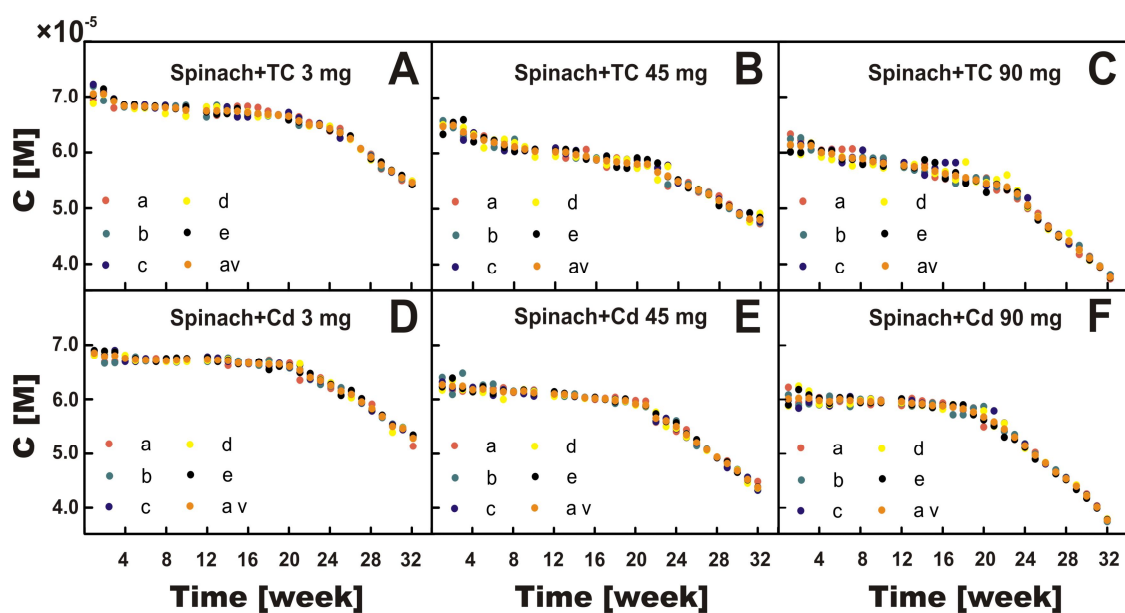 ×10-5
Spinach+TC 3 mg A
Spinach+TC 45 mg B
Spinach+TC 90 mg C
7.0
6.0
5.0
4.0
C [M]
a d
b e
c av
a d
b e
c av
a d
b e
c av
Spinach+Cd 3 mg D
Spinach+Cd 45 mg E
Spinach+Cd 90 mg F
7.0
6.0
5.0
4.0
C [M]
a d
b e
c a v
a d
b e
c a v
a d
b e
c a v
4 8 12 16 20 24 28 32
4 8 12 16 20 24 28 32
4 8 12 16 20 24 28 32
Time [week]
Time [week]
Time [week]